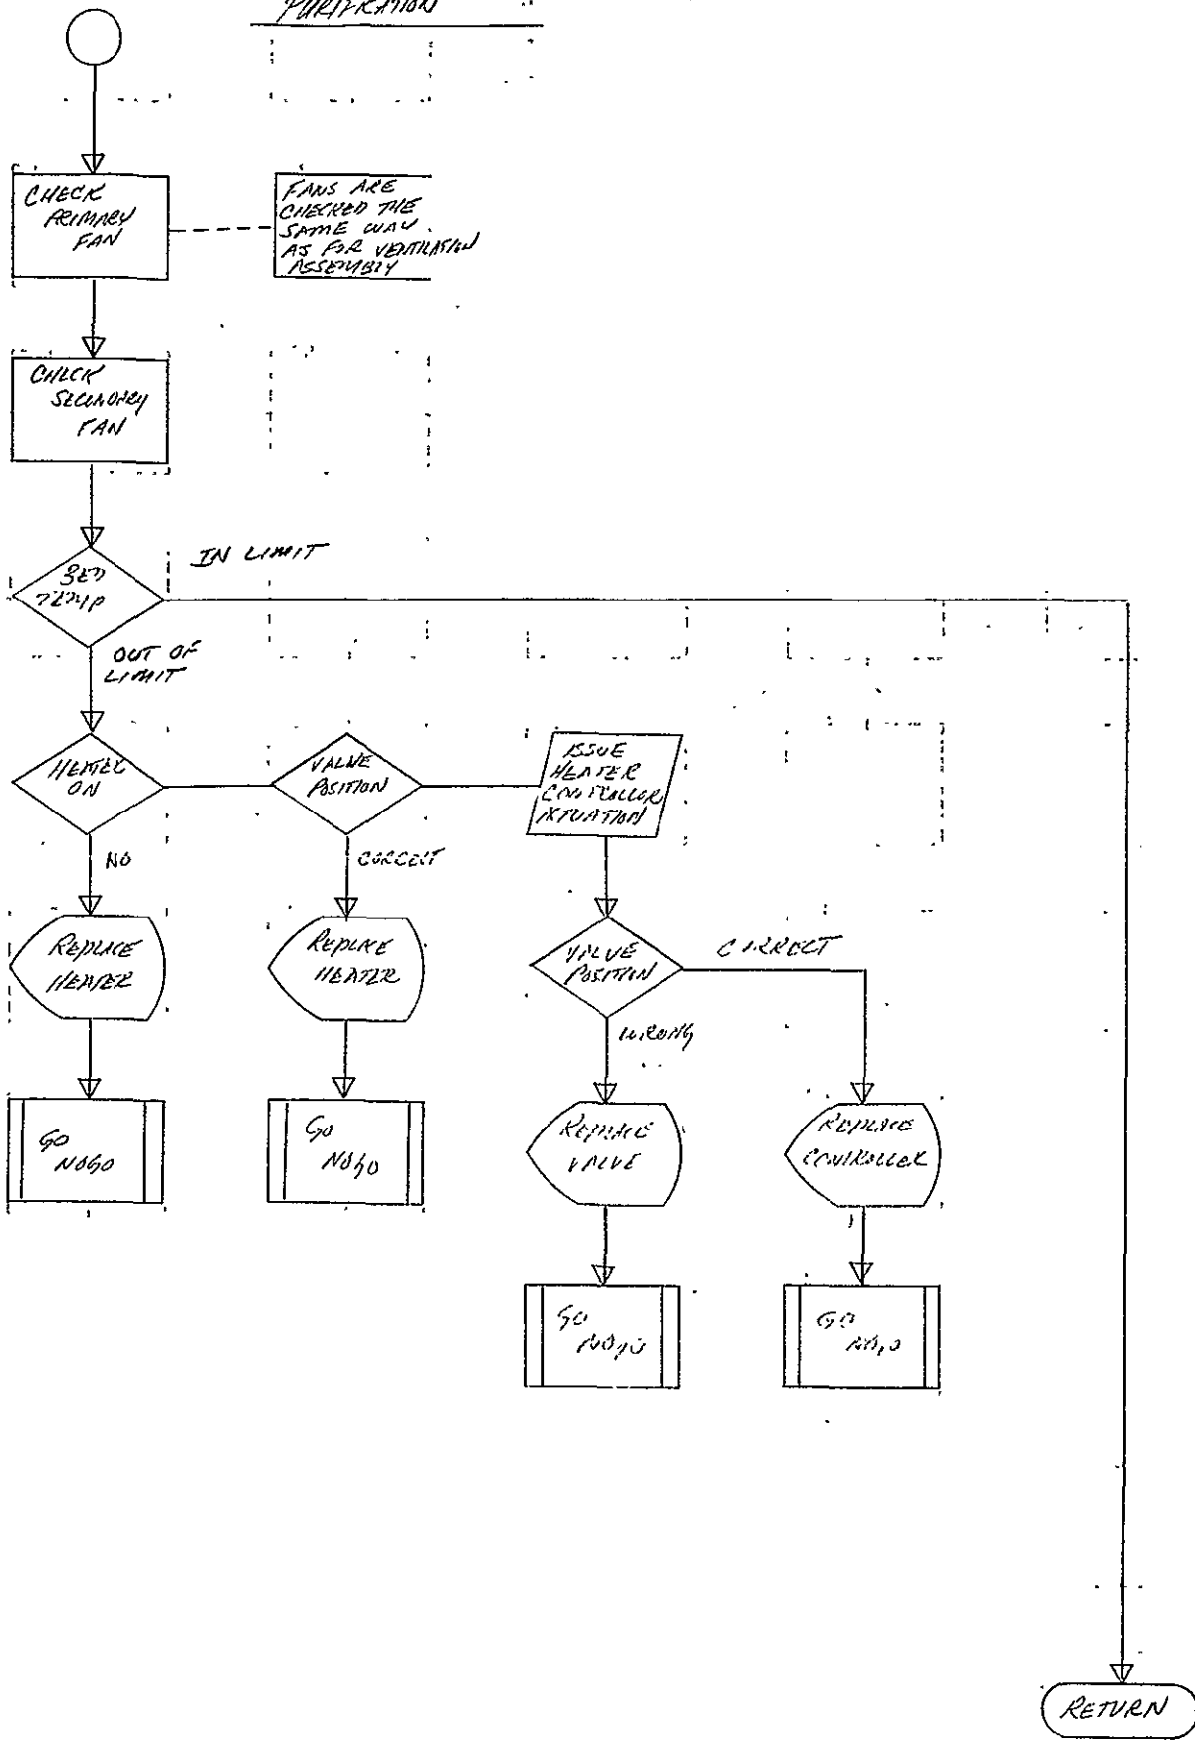 PURIFICATION
CHECK
PRIMARY
FAN
FANS ARE
CHECKED THE
SAME WAY
AS FOR VENTILATION
ASSEMBLY
CHECK
SECONDARY
FAN
BED
TEMP
IN LIMIT
OUT OF
LIMIT
HEATER
ON
VALVE
POSITION
ISSUE
HEATER
CONTROLLER
ACTUATION
NO
CORRECT
REPLACE
HEATER
REPLACE
HEATER
VALVE
POSITION
CORRECT
WRONG
GO
NOGO
GO
NOGO
REPLACE
VALVE
REPLACE
CONTROLLER
GO
NOGO
GO
NOGO
RETURN